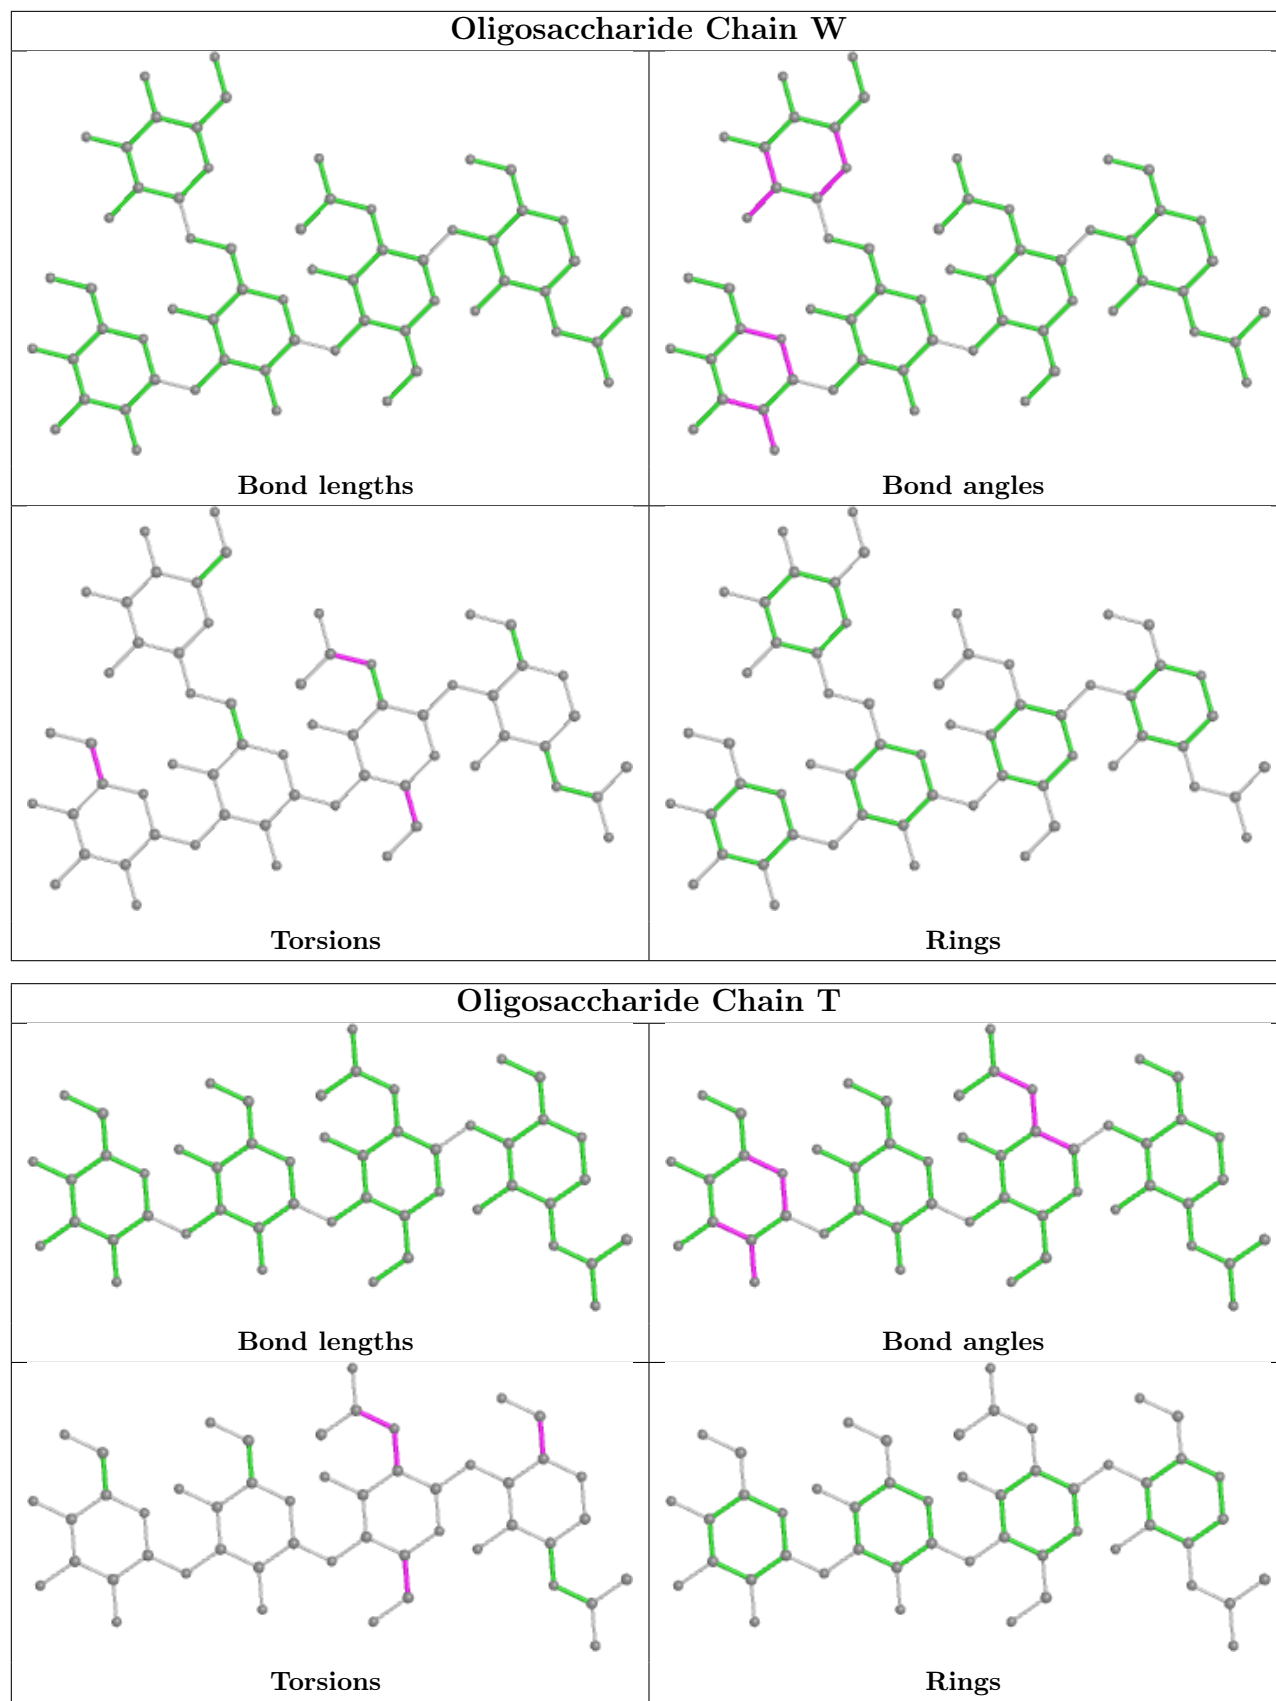 Oligosaccharide Chain W
Bond lengths
Bond angles
Torsions
Rings
Oligosaccharide Chain T
Bond lengths
Bond angles
Torsions
Rings